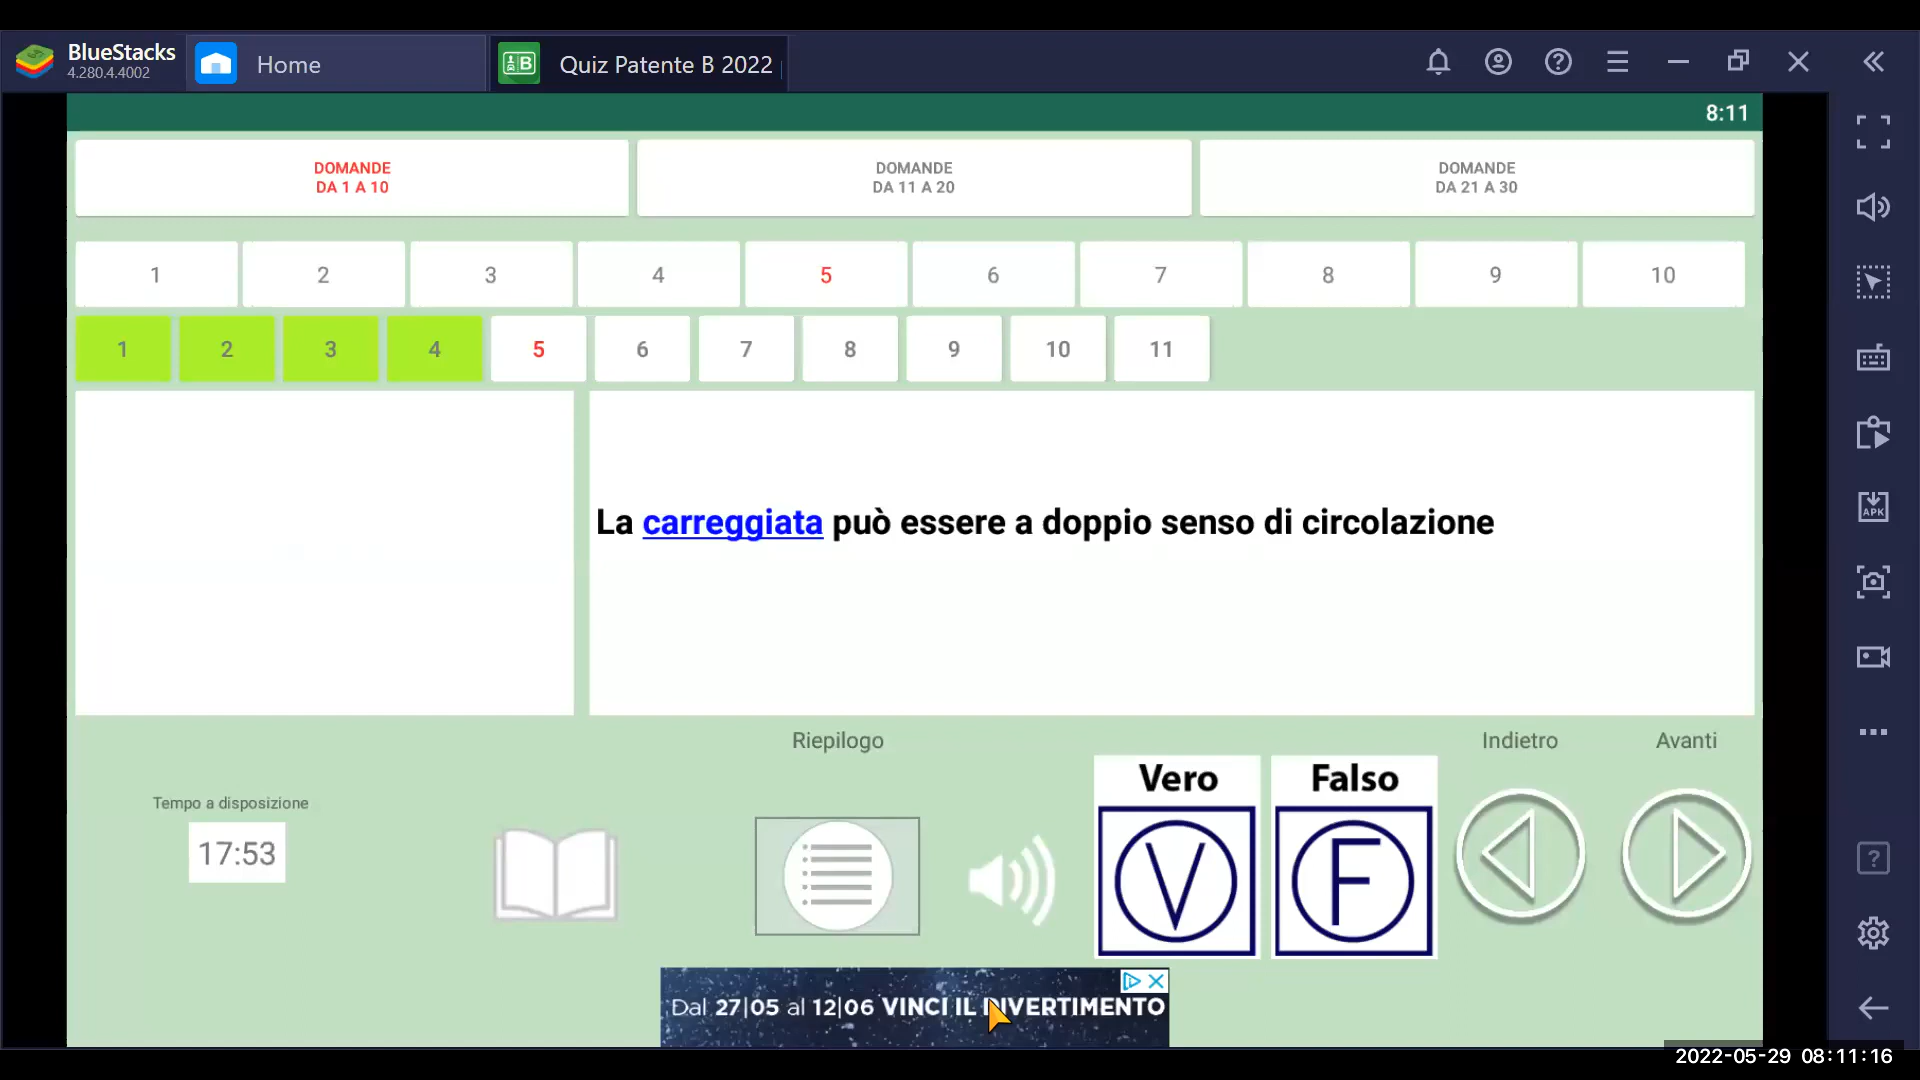 BlueStacks
4.280.4.4002
Home
Quiz Patente B 2022
8:11
DOMANDE
DA 1 A 10
DOMANDE
DA 11 A 20
DOMANDE
DA 21 A 30
1 2 3 4 5 6 7 8 9 10
1 2 3 4 5 6 7 8 9 10 11
La carreggiata può essere a doppio senso di circolazione
Riepilogo
Indietro
Avanti
Tempo a disposizione
17:53
Vero
Falso
V
F
Dal 27|05 al 12|06 VINCI IL DIVERTIMENTO
APK
2022-05-29 08:11:16